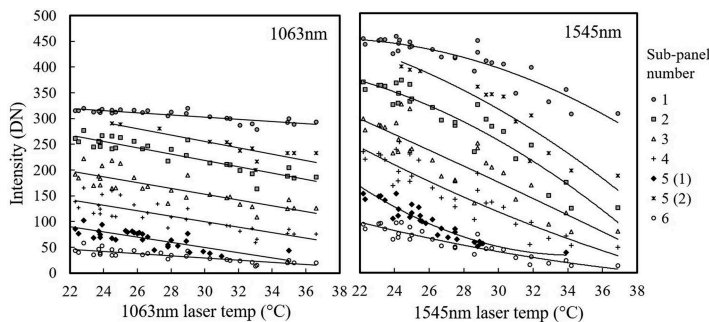 1063nm
1545nm
Intensity (DN)
500
450
400
350
300
250
200
150
100
50
0
22 24 26 28 30 32 34 36 38
22 24 26 28 30 32 34 36 38
1063nm laser temp (°C)
1545nm laser temp (°C)
Sub-panel
number
1
2
3
4
5 (1)
5 (2)
6